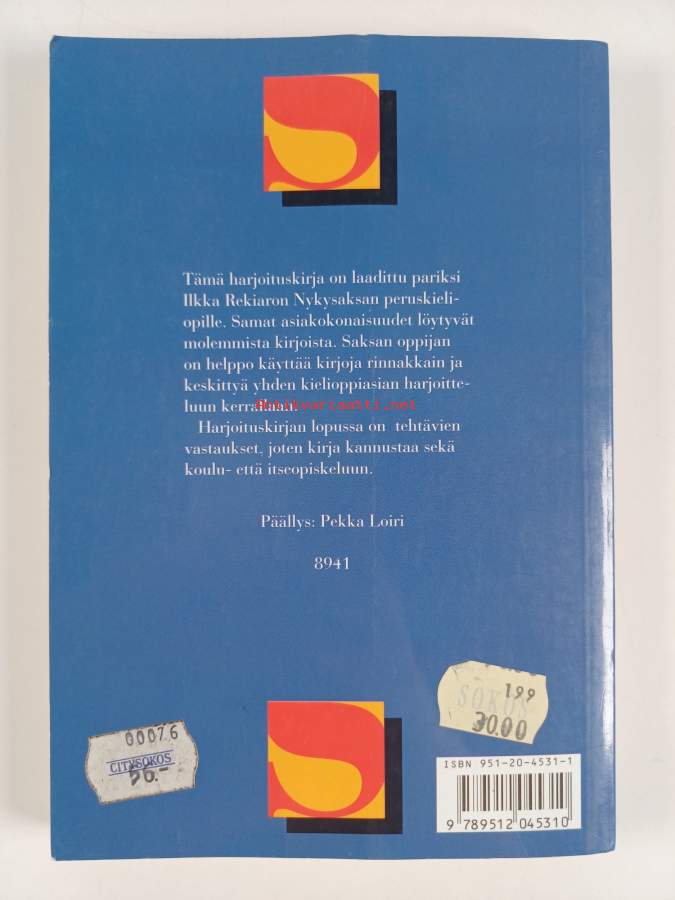 Tämä harjoituskirja on laadittu pariksi
Ilkka Rekiaron Nykysaksan peruskieli-
opille. Samat asiakokonaisuudet löytyvät
molemmista kirjoista. Saksan oppijan
on helppo käyttää kirjoja rinnakkain ja
keskittyä yhden kielioppiasian harjoitte-
luun kerrallaan.
Antikvariaatti.net
Harjoituskirjan lopussa on tehtävien
vastaukset, joten kirja kannustaa sekä
koulu- että itseopiskeluun.
Päällys: Pekka Loiri
8941
199
SOKOS
30.00
00076
CITYSOKOS
56.-
ISBN 951-20-4531-1
9 789512 045310